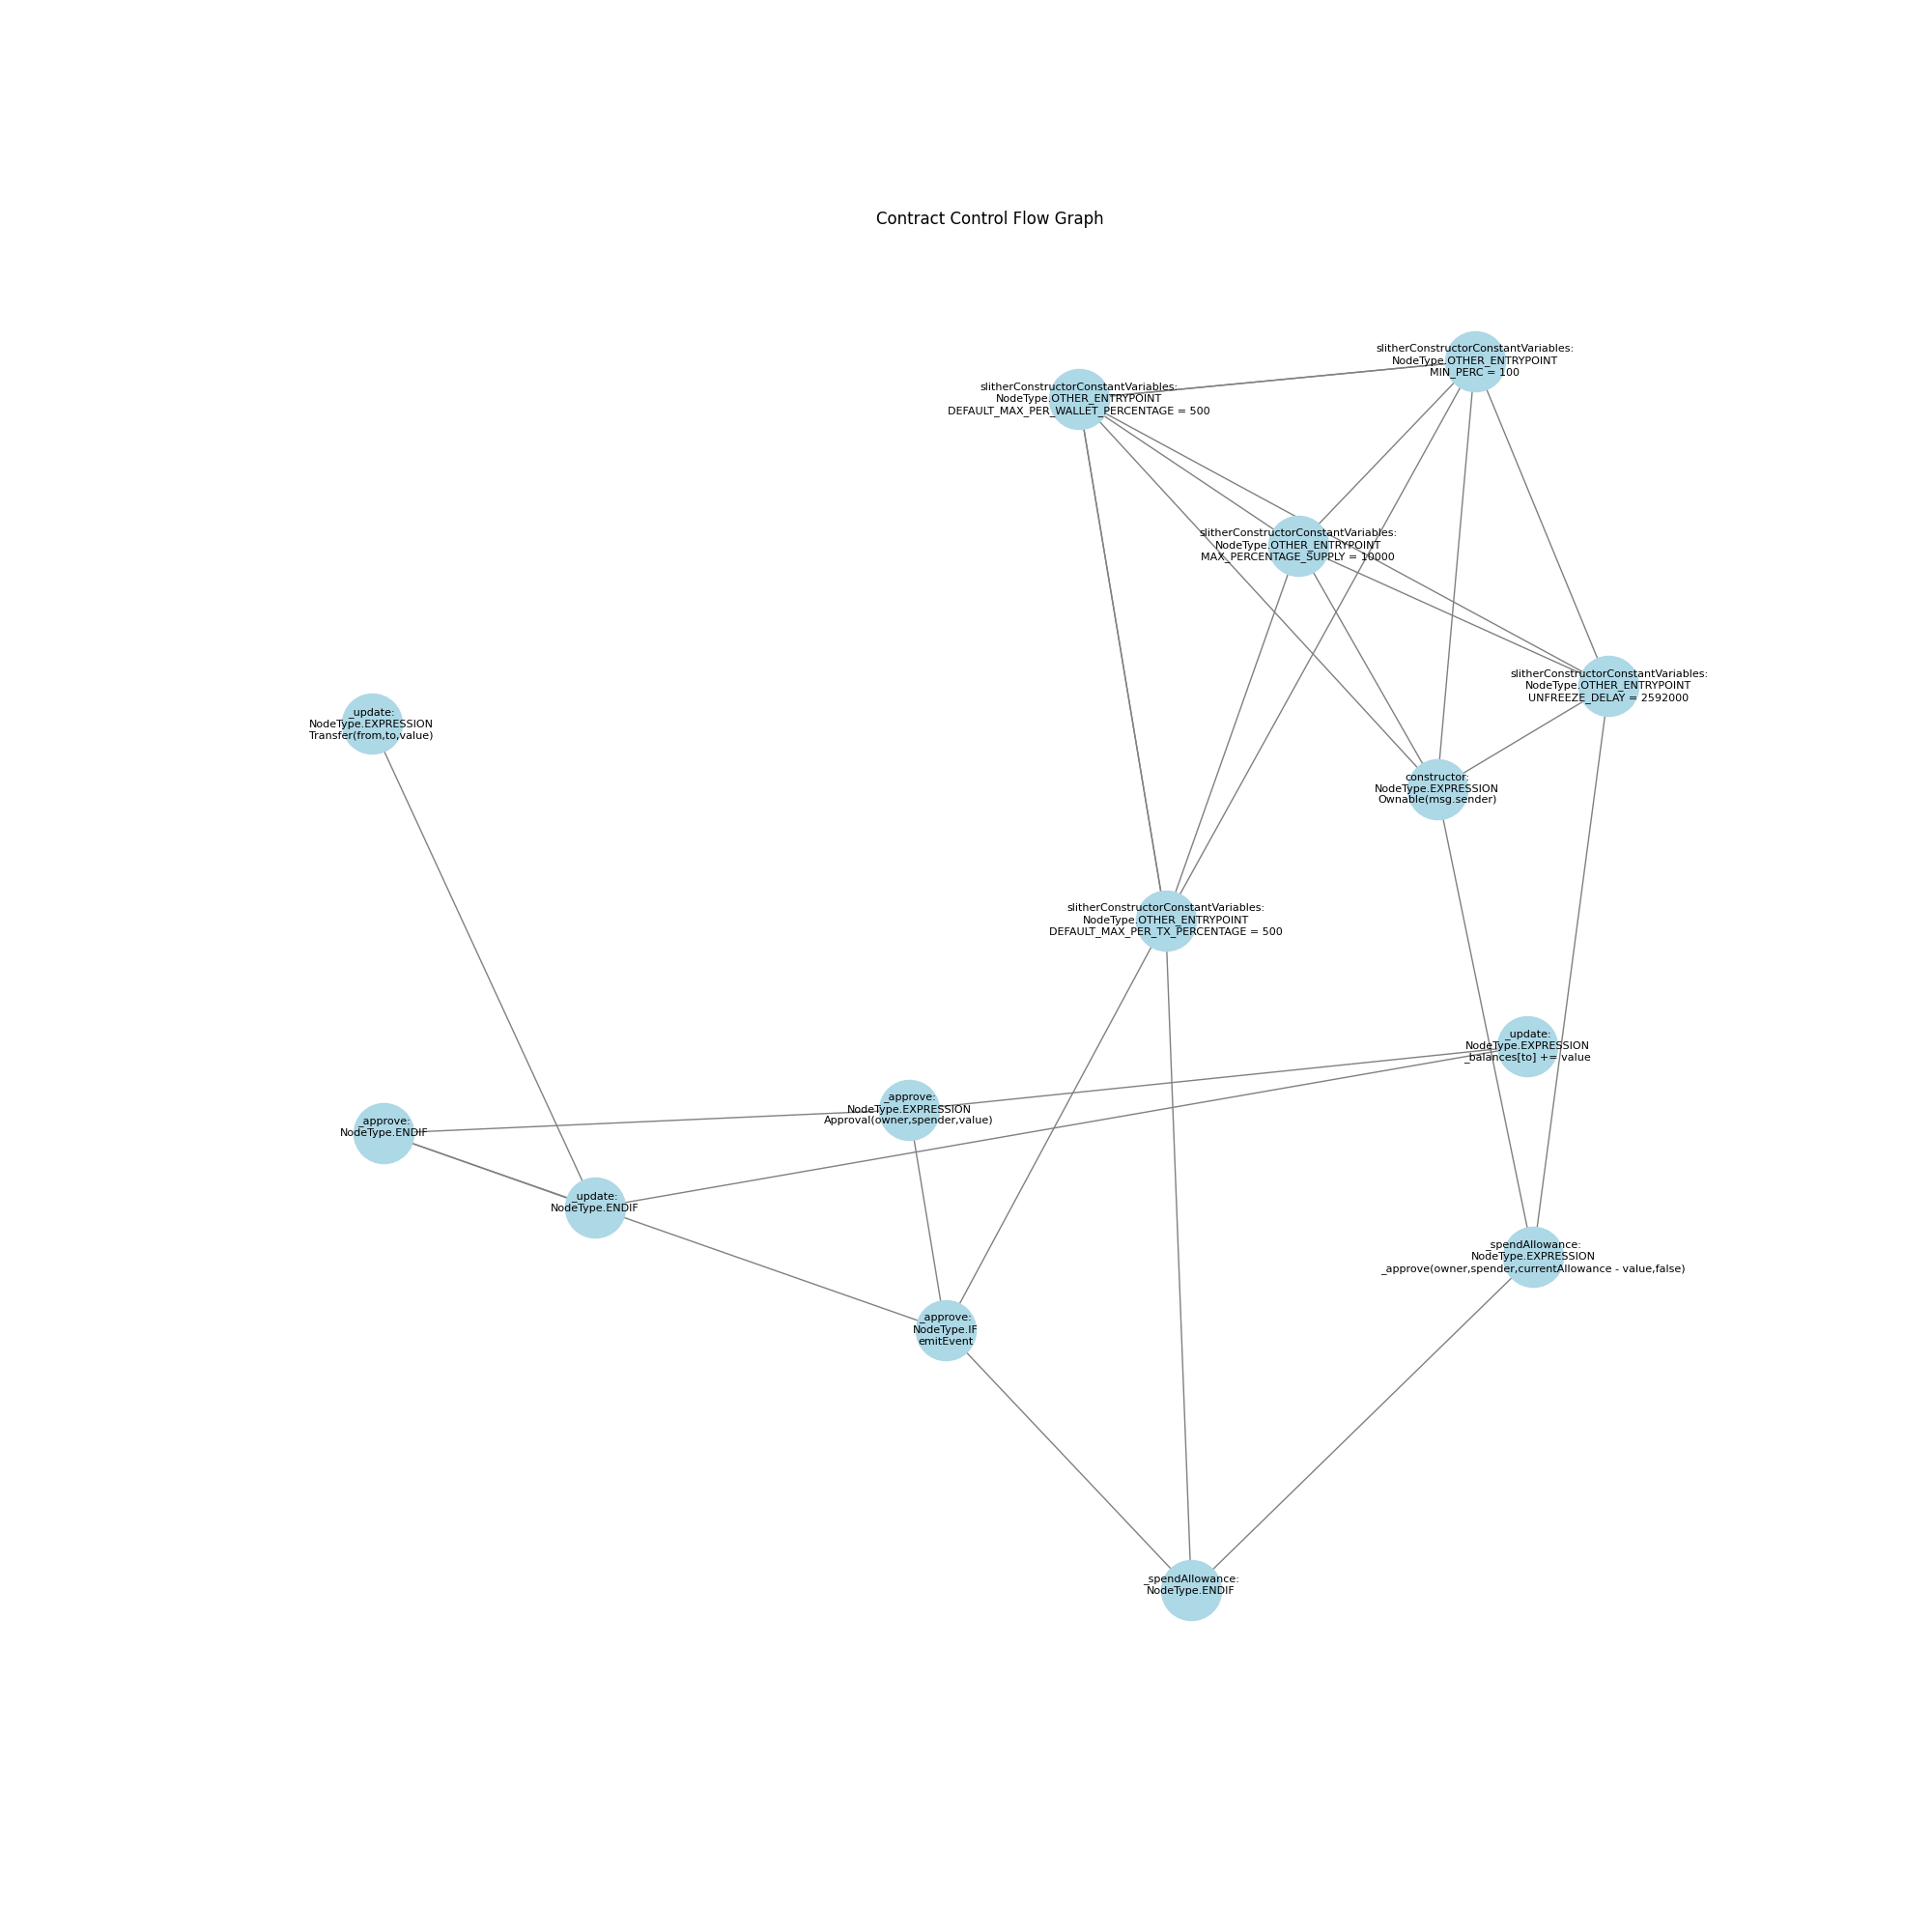 Contract Control Flow Graph
slitherConstructorConstantVariables:
NodeType.OTHER_ENTRYPOINT
MIN_PERC = 100
slitherConstructorConstantVariables:
NodeType.OTHER_ENTRYPOINT
DEFAULT_MAX_PER_WALLET_PERCENTAGE = 500
slitherConstructorConstantVariables:
NodeType.OTHER_ENTRYPOINT
MAX_PERCENTAGE_SUPPLY = 10000
slitherConstructorConstantVariables:
NodeType.OTHER_ENTRYPOINT
UNFREEZE_DELAY = 2592000
_update:
NodeType.EXPRESSION
Transfer(from,to,value)
constructor:
NodeType.EXPRESSION
Ownable(msg.sender)
slitherConstructorConstantVariables:
NodeType.OTHER_ENTRYPOINT
DEFAULT_MAX_PER_TX_PERCENTAGE = 500
_update:
NodeType.EXPRESSION
_balances[to] += value
_approve:
NodeType.EXPRESSION
Approval(owner,spender,value)
_approve:
NodeType.ENDIF
_update:
NodeType.ENDIF
_spendAllowance:
NodeType.EXPRESSION
_approve(owner,spender,currentAllowance - value,false)
_approve:
NodeType.IF
emitEvent
_spendAllowance:
NodeType.ENDIF